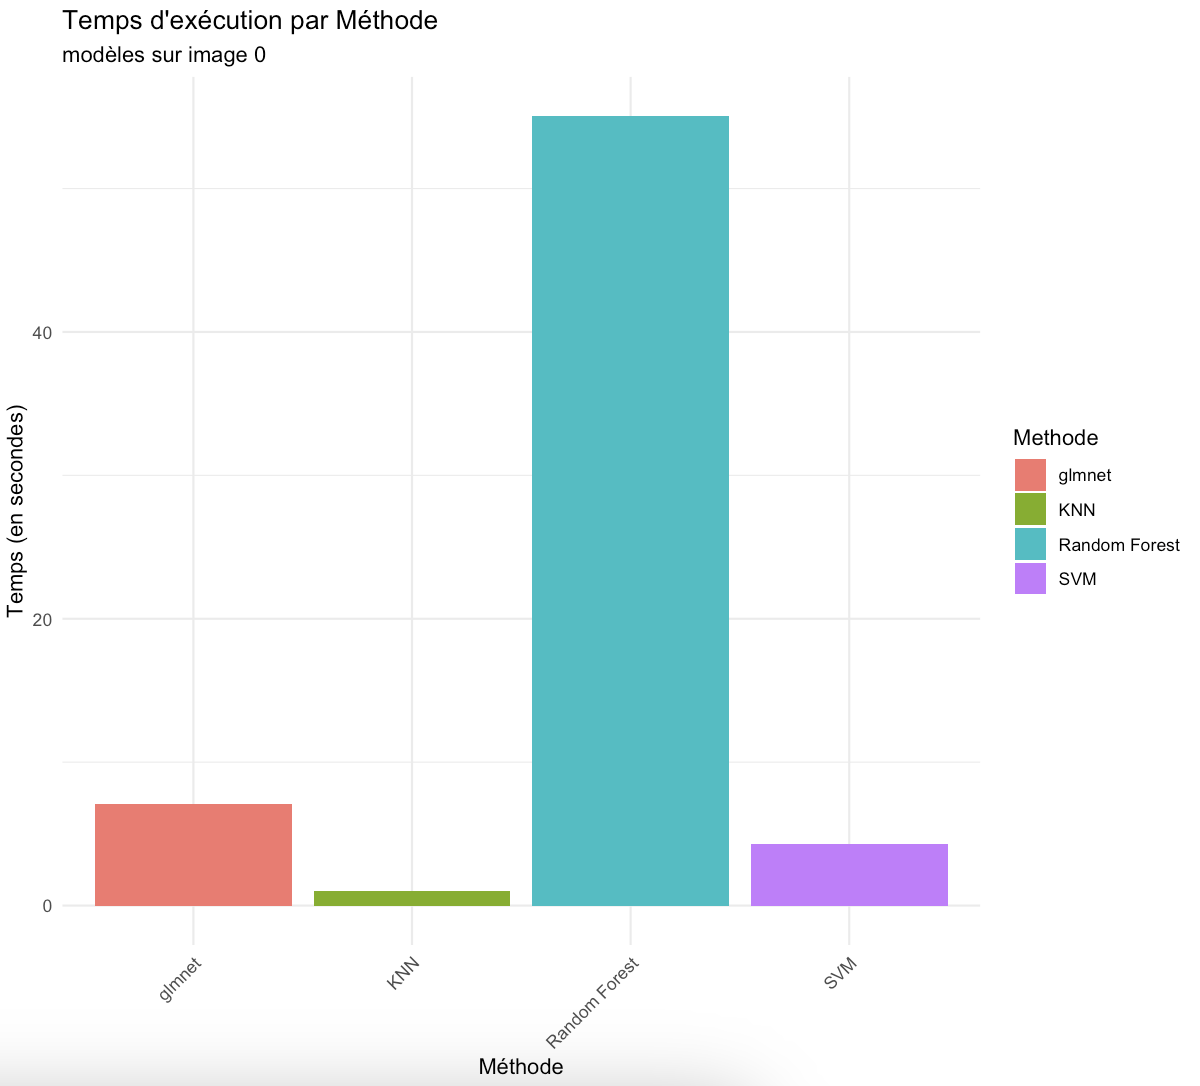 Temps d'exécution par Méthode
modèles sur image 0
Temps (en secondes)
40
20
0
glmnet
KNN
Random Forest
SVM
Méthode
Methode
glmnet
KNN
Random Forest
SVM